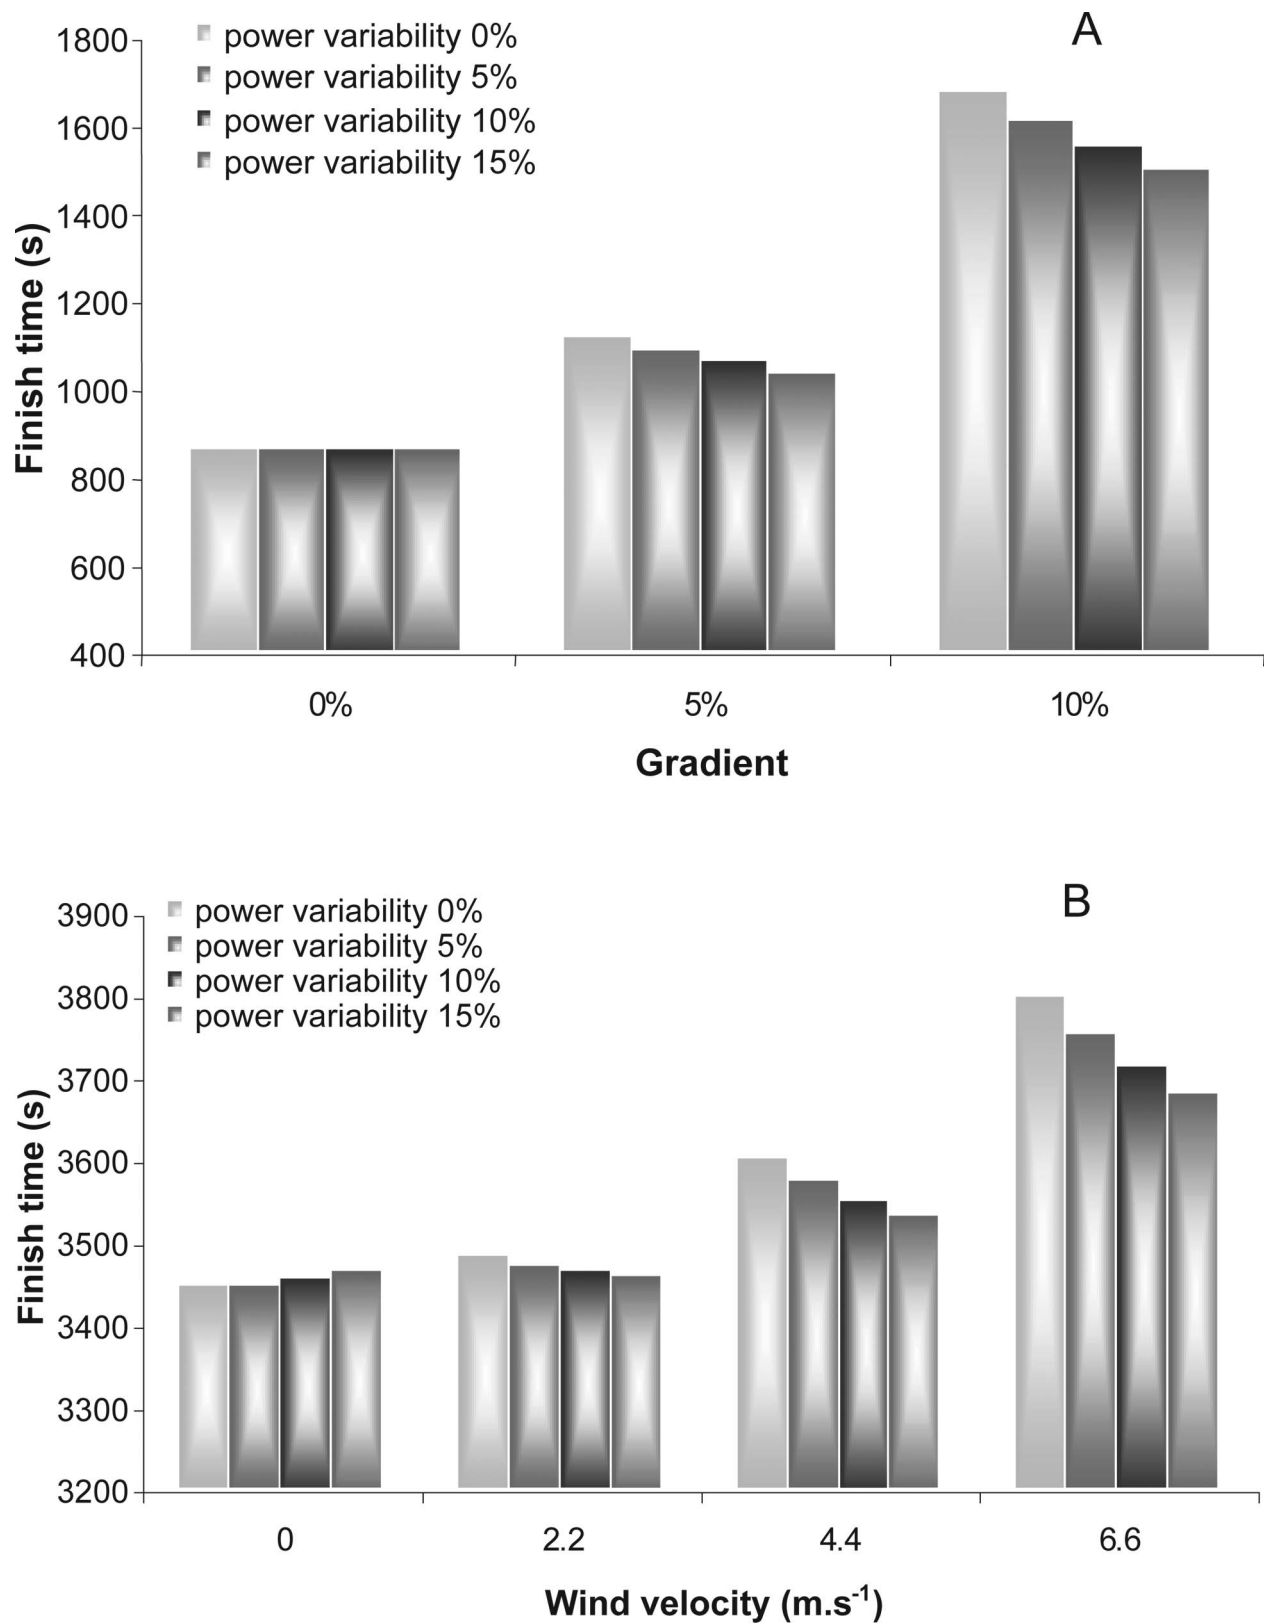 A
power variability 0%
power variability 5%
power variability 10%
power variability 15%
Finish time (s)
1800
1600
1400
1200
1000
800
600
400
0%
5%
10%
Gradient
B
power variability 0%
power variability 5%
power variability 10%
power variability 15%
Finish time (s)
3900
3800
3700
3600
3500
3400
3300
3200
0
2.2
4.4
6.6
Wind velocity (m.s⁻¹)